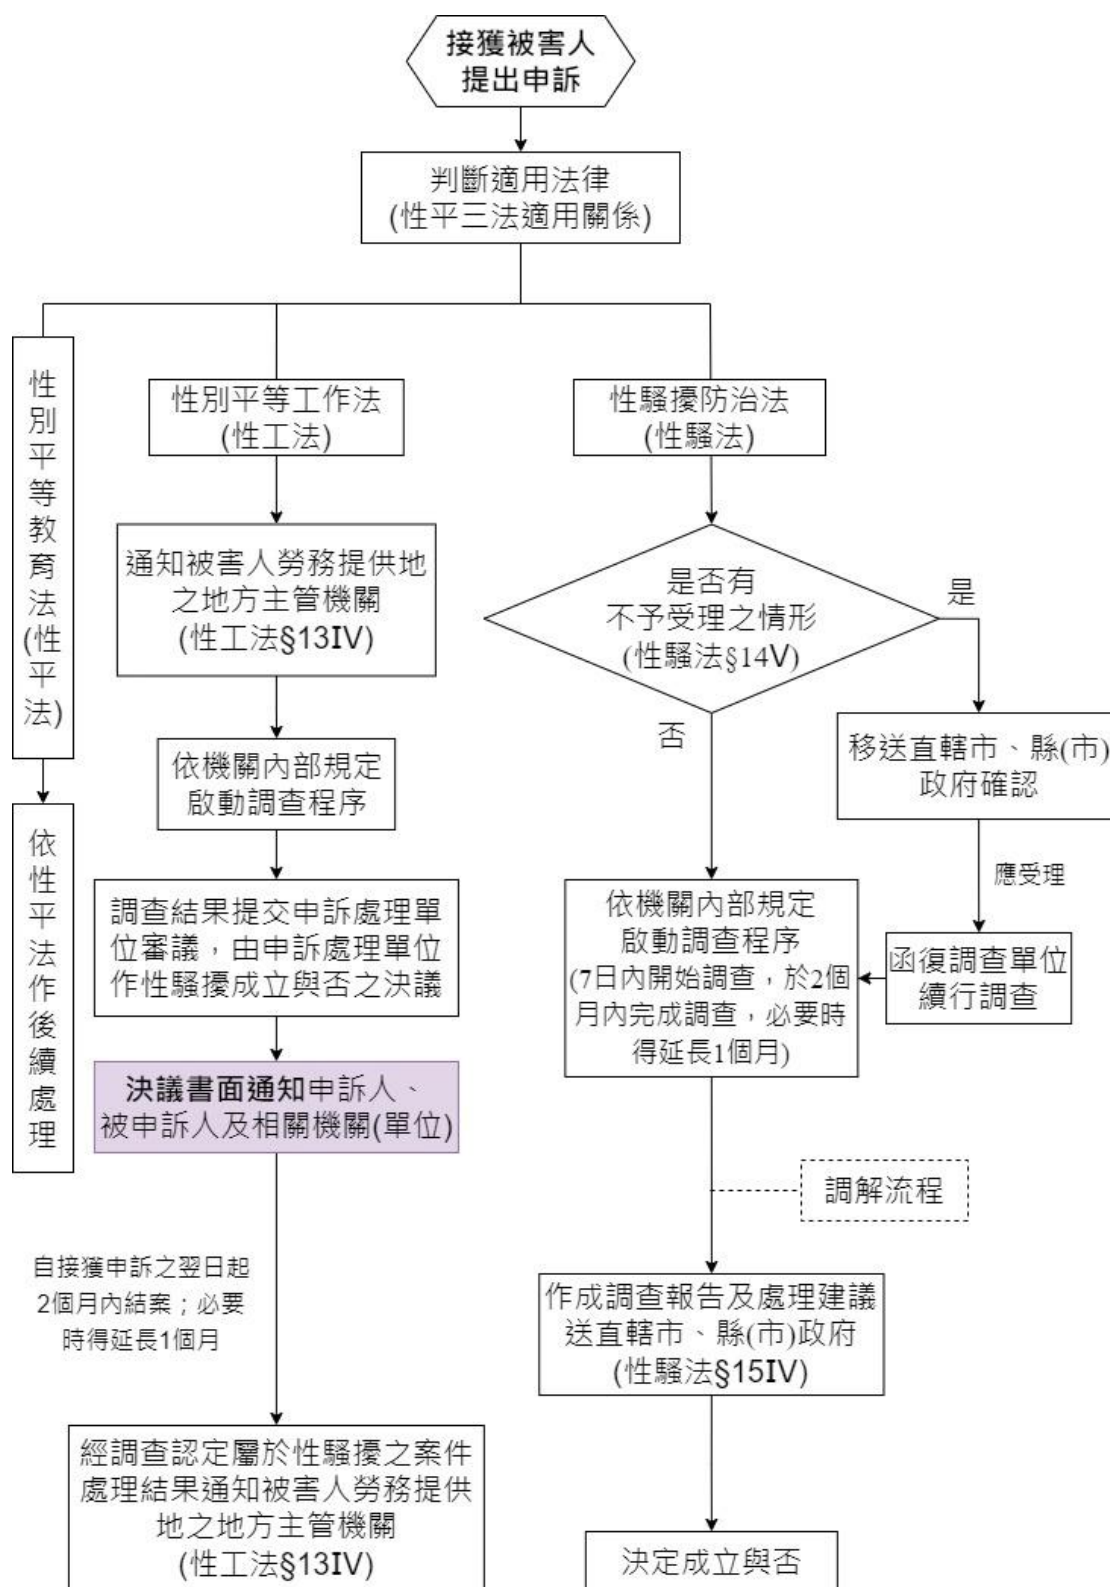 接獲被害人
提出申訴
判斷適用法律
(性平三法適用關係)
性別平等教育法(性平法)
依性平法作後續處理
性別平等工作法
(性工法)
通知被害人勞務提供地
之地方主管機關
(性工法§13IV)
依機關內部規定
啟動調查程序
調查結果提交申訴處理單
位審議，由申訴處理單位
作性騷擾成立與否之決議
決議書面通知申訴人、
被申訴人及相關機關(單位)
自接獲申訴之翌日起
2個月內結案；必要
時得延長1個月
經調查認定屬於性騷擾之案件
處理結果通知被害人勞務提供
地之地方主管機關
(性工法§13IV)
性騷擾防治法
(性騷法)
是否有
不予受理之情形
(性騷法§14V)
是
否
移送直轄市、縣(市)
政府確認
應受理
函復調查單位
續行調查
依機關內部規定
啟動調查程序
(7日內開始調查，於2個
月內完成調查，必要時
得延長1個月)
調解流程
作成調查報告及處理建議
送直轄市、縣(市)政府
(性騷法§15IV)
決定成立與否